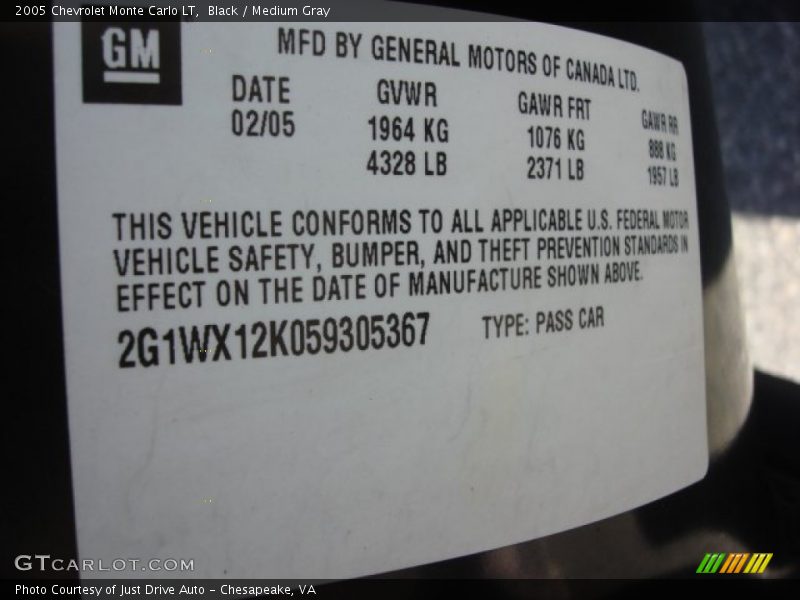 2005 Chevrolet Monte Carlo LT,  Black / Medium Gray
GM
MFD BY GENERAL MOTORS OF CANADA LTD.
DATE GVWR GAWR FRT GAWR RR
02/05 1964 KG 1076 KG 888 KG
4328 LB 2371 LB 1957 LB
THIS VEHICLE CONFORMS TO ALL APPLICABLE U.S. FEDERAL MOTOR
VEHICLE SAFETY, BUMPER, AND THEFT PREVENTION STANDARDS IN
EFFECT ON THE DATE OF MANUFACTURE SHOWN ABOVE.
2G1WX12K059305367 TYPE: PASS CAR
GTCARLOT.COM
Photo Courtesy of Just Drive Auto - Chesapeake, VA